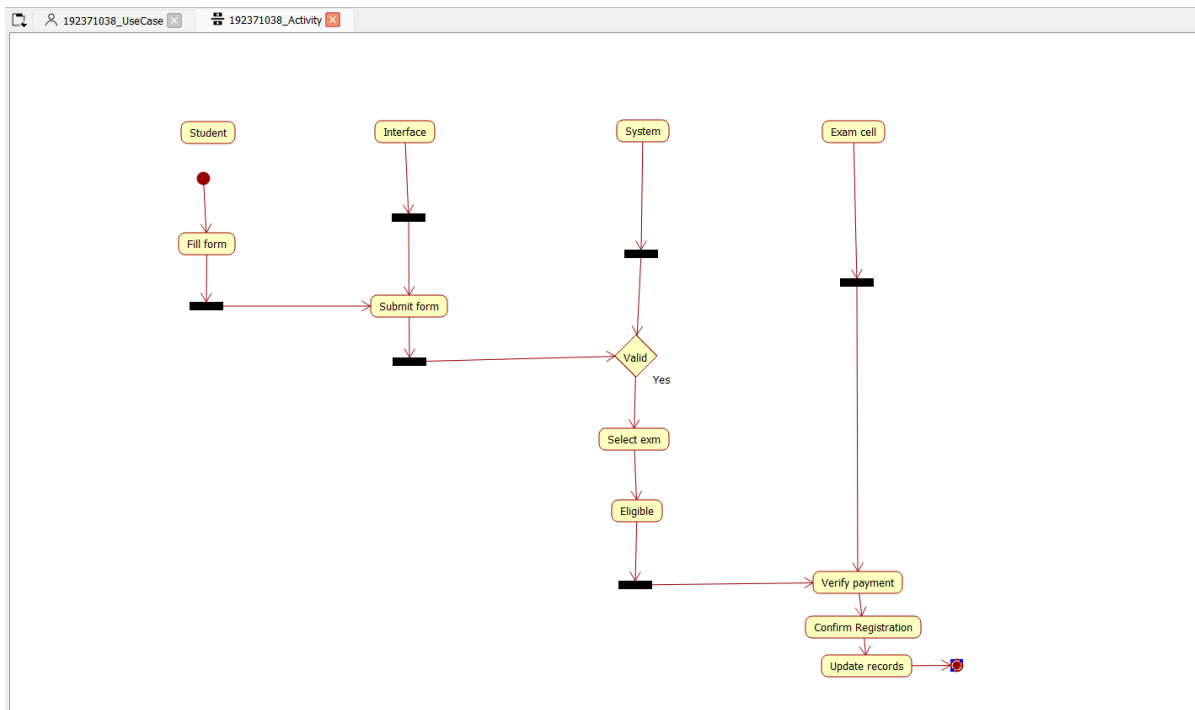 192371038_UseCase
192371038_Activity
Student
Interface
System
Exam cell
Fill form
Submit form
Valid
Yes
Select exm
Eligible
Verify payment
Confirm Registration
Update records